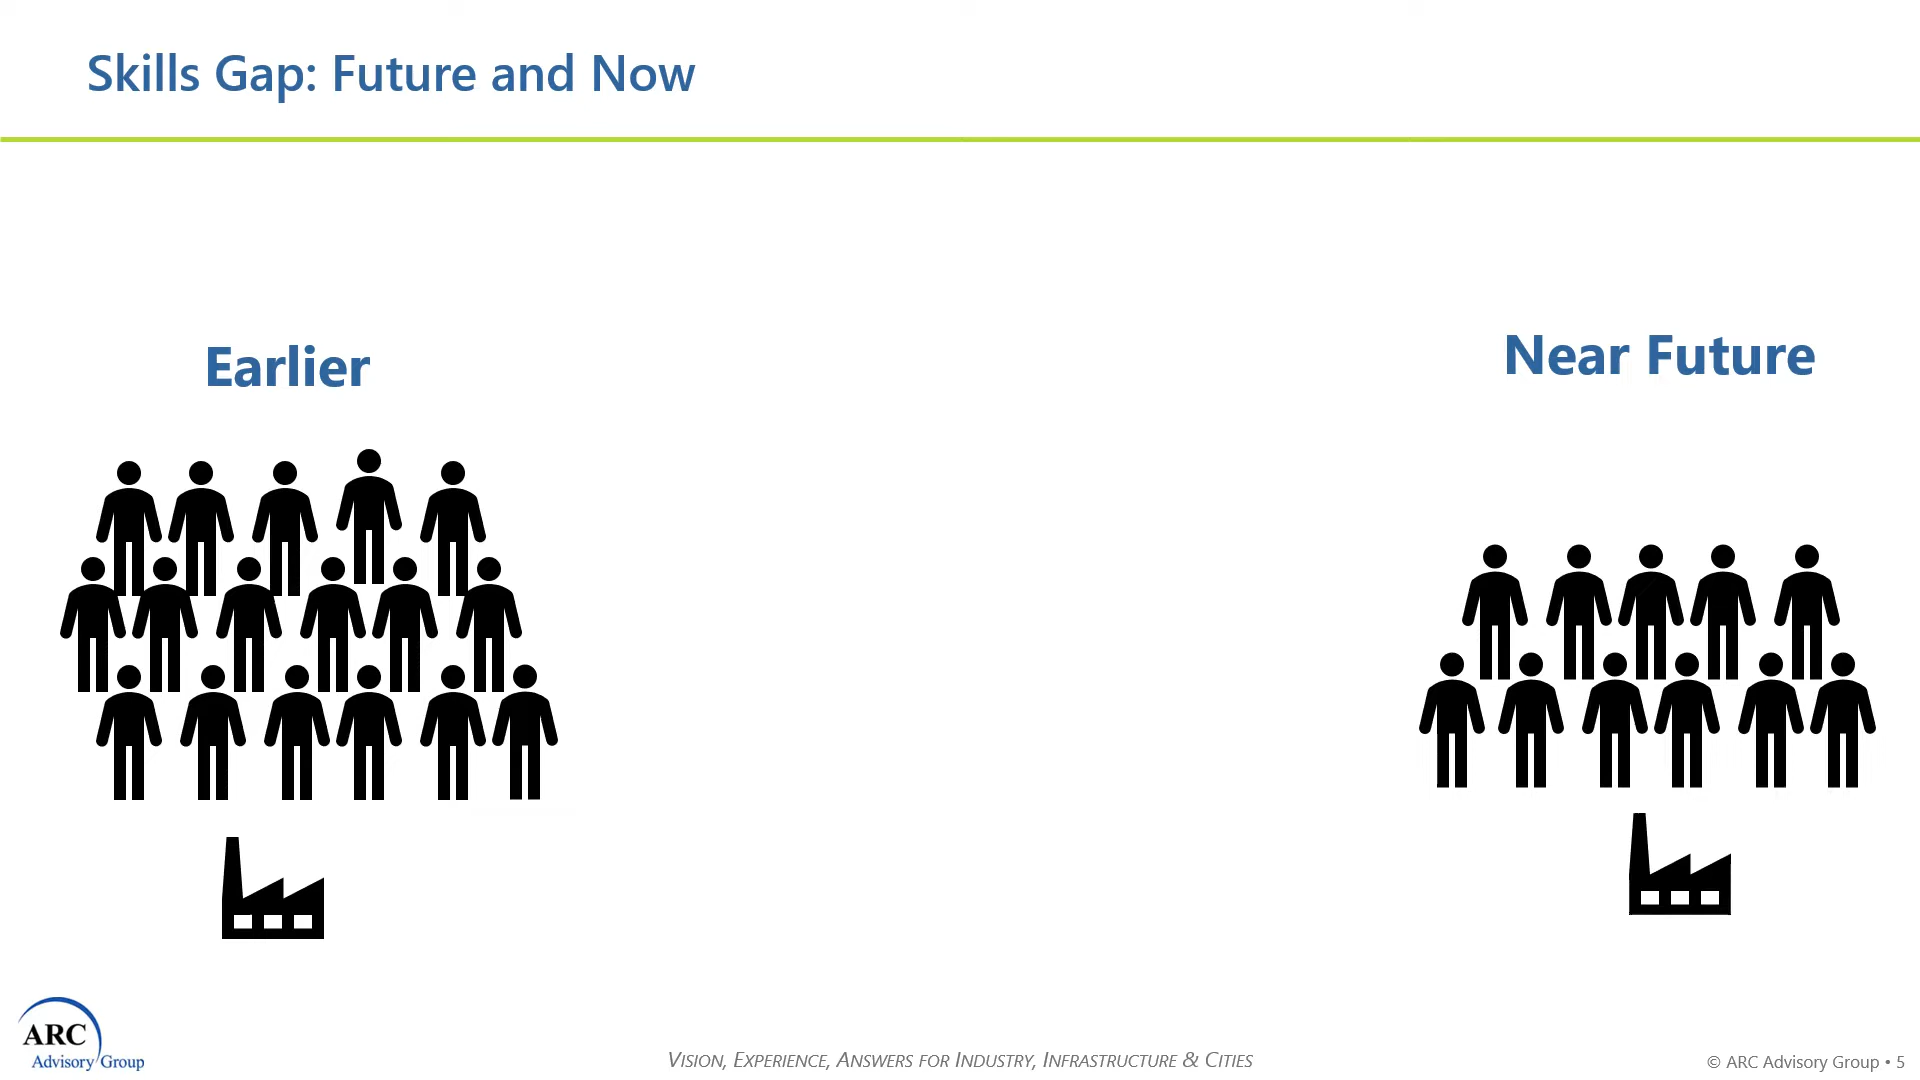 Skills Gap: Future and Now
Earlier
Near Future
ARC
Advisory Group
VISION, EXPERIENCE, ANSWERS FOR INDUSTRY, INFRASTRUCTURE & CITIES
© ARC Advisory Group • 5